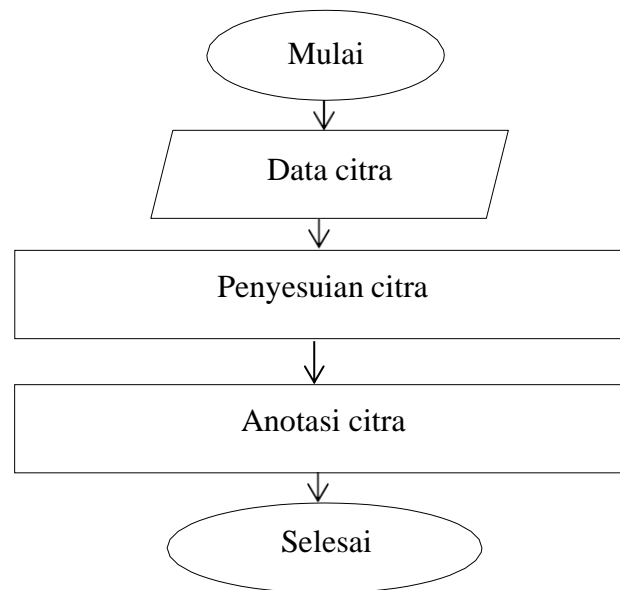 Mulai
Data citra
Penyesuian citra
Anotasi citra
Selesai